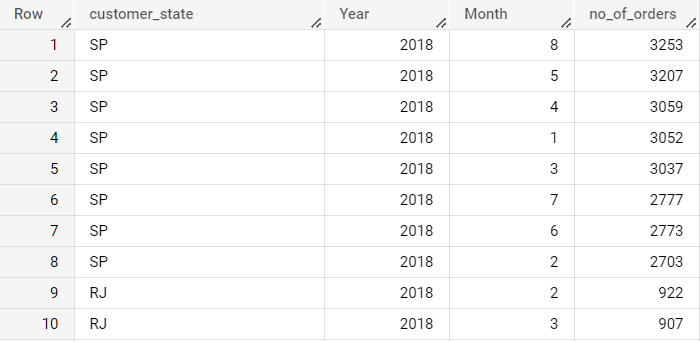 Row customer_state Year Month no_of_orders
1 SP 2018 8 3253
2 SP 2018 5 3207
3 SP 2018 4 3059
4 SP 2018 1 3052
5 SP 2018 3 3037
6 SP 2018 7 2777
7 SP 2018 6 2773
8 SP 2018 2 2703
9 RJ 2018 2 922
10 RJ 2018 3 907